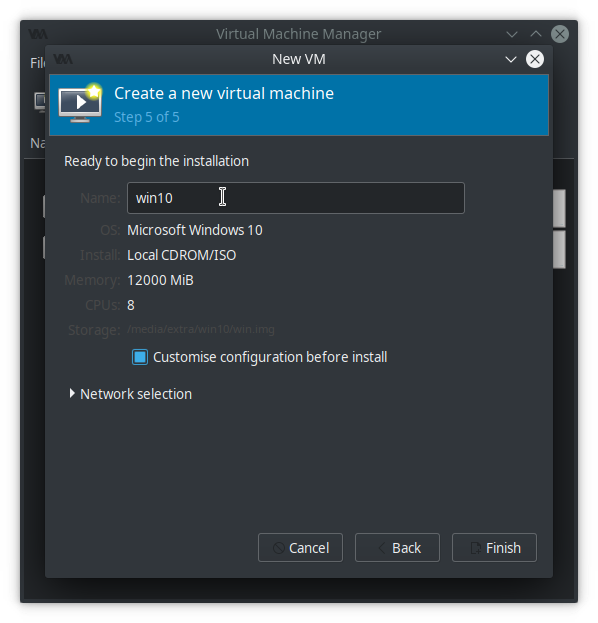 Virtual Machine Manager
New VM
File
Create a new virtual machine
Step 5 of 5
Ready to begin the installation
Name: win10
OS: Microsoft Windows 10
Install: Local CDROM/ISO
Memory: 12000 MiB
CPUs: 8
Storage: /media/extra/win10/win.img
Customise configuration before install
Network selection
Cancel Back Finish